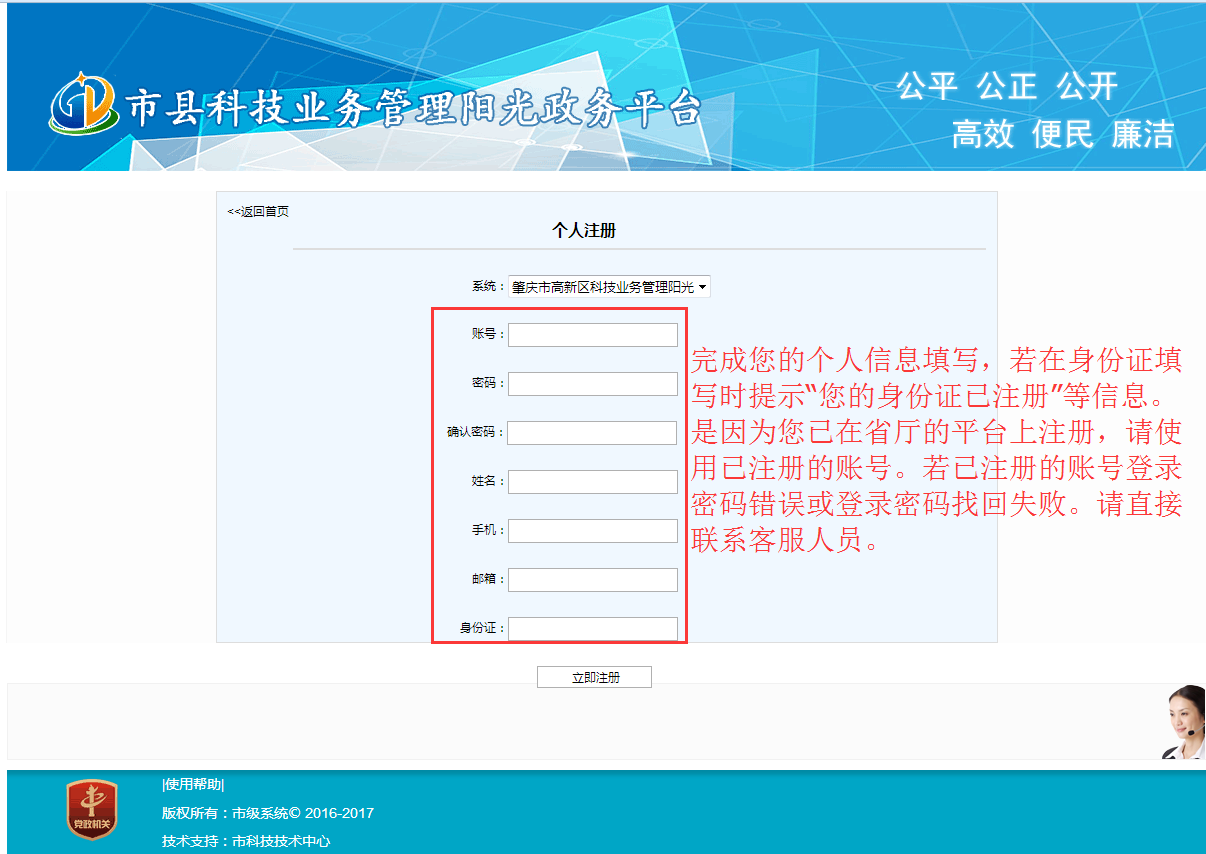 市县科技业务管理阳光政务平台
公平 公正 公开
高效 便民 廉洁
<<返回首页
个人注册
系统：肇庆市高新区科技业务管理阳光
账号：
密码：
确认密码：
姓名：
手机：
邮箱：
身份证：
完成您的个人信息填写，若在身份证填
写时提示“您的身份证已注册”等信息。
是因为您已在省厅的平台上注册，请使
用已注册的账号。若已注册的账号登录
密码错误或登录密码找回失败。请直接
联系客服人员。
立即注册
党政机关
|使用帮助|
版权所有：市级系统© 2016-2017
技术支持：市科技技术中心